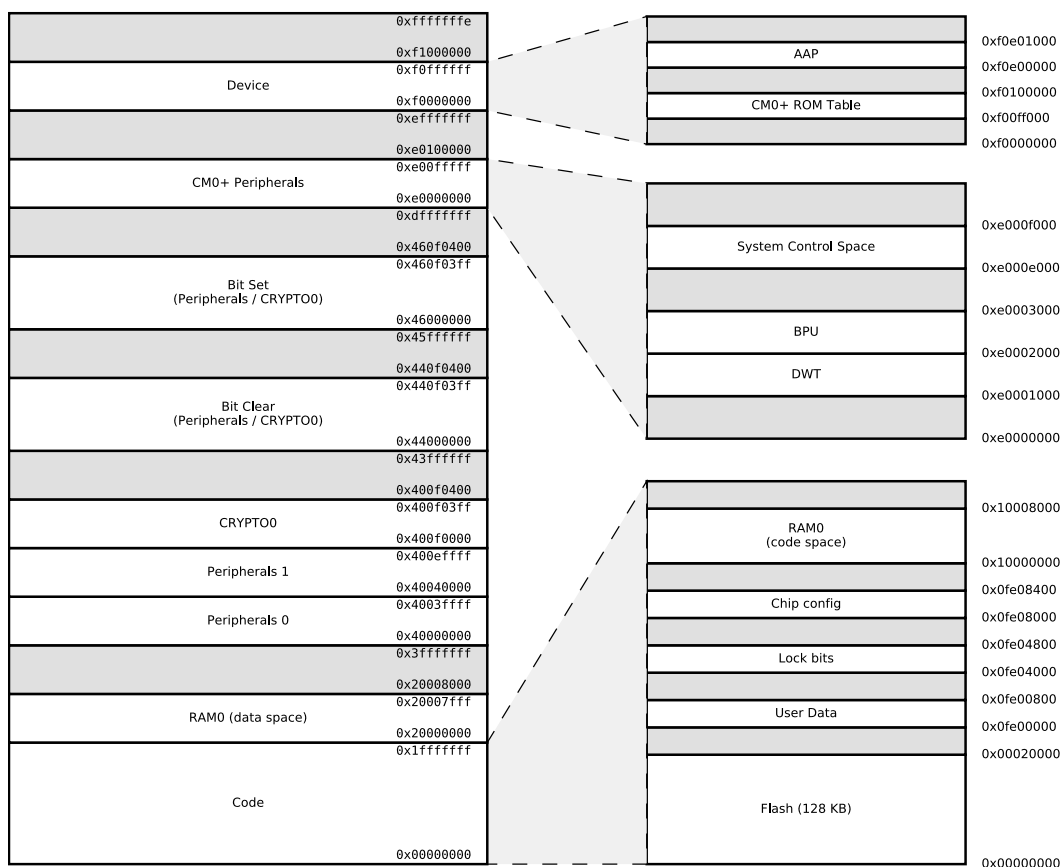 0xfffffffe
0xf1000000
0xf0ffffff
Device
0xf0000000
0xefffffff
0xe0100000
0xe00fffff
CM0+ Peripherals
0xe0000000
0xdfffffff
0x460f0400
0x460f03ff
Bit Set
(Peripherals / CRYPTO0)
0x46000000
0x45ffffff
0x440f0400
0x440f03ff
Bit Clear
(Peripherals / CRYPTO0)
0x44000000
0x43ffffff
0x400f0400
0x400f03ff
CRYPTO0
0x400f0000
0x400effff
Peripherals 1
0x40040000
0x4003ffff
Peripherals 0
0x40000000
0x3fffffff
0x20008000
0x20007fff
RAM0 (data space)
0x20000000
0x1fffffff
Code
0x00000000
0xf0e01000
AAP
0xf0e00000
0xf0100000
CM0+ ROM Table
0xf00ff000
0xf0000000
0xe000f000
System Control Space
0xe000e000
0xe0003000
BPU
0xe0002000
DWT
0xe0001000
0xe0000000
0x10008000
RAM0
(code space)
0x10000000
0x0fe08400
Chip config
0x0fe08000
0x0fe04800
Lock bits
0x0fe04000
0x0fe00800
User Data
0x0fe00000
0x00020000
Flash (128 KB)
0x00000000